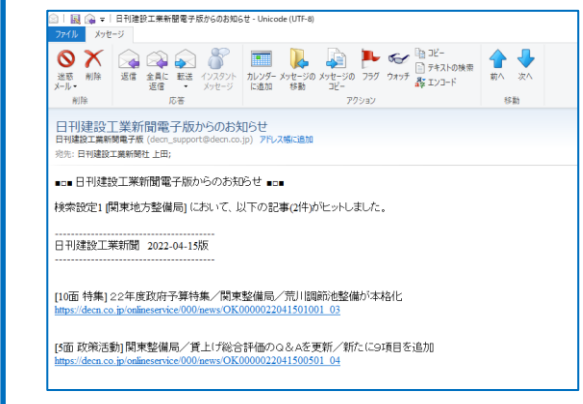 日刊建設工業新聞電子版からのお知らせ - Unicode (UTF-8)
ファイル メッセージ
迷惑メール 削除 返信 全員に返信 転送 インスタント メッセージ カレンダーに追加 メッセージの移動 メッセージのコピー フラグ ウォッチ コピー テキストの検索 エンコード 前へ 次へ
削除 応答 アクション 移動
日刊建設工業新聞電子版からのお知らせ
日刊建設工業新聞電子版 (decn_support@decn.co.jp) アドレス帳に追加
宛先: 日刊建設工業新聞社 上田;
■□■ 日刊建設工業新聞電子版からのお知らせ ■□■
検索設定1 [関東地方整備局] において、以下の記事(2件)がヒットしました。
----------------------------------------
日刊建設工業新聞 2022-04-15版
----------------------------------------
[10面 特集] 22年度政府予算特集／関東整備局／荒川調節池整備が本格化
https://decn.co.jp/onlineservice/000/news/OK0000022041501001_03
[5面 政策活動] 関東整備局／賃上げ総合評価のQ＆Aを更新／新たに9項目を追加
https://decn.co.jp/onlineservice/000/news/OK0000022041500501_04